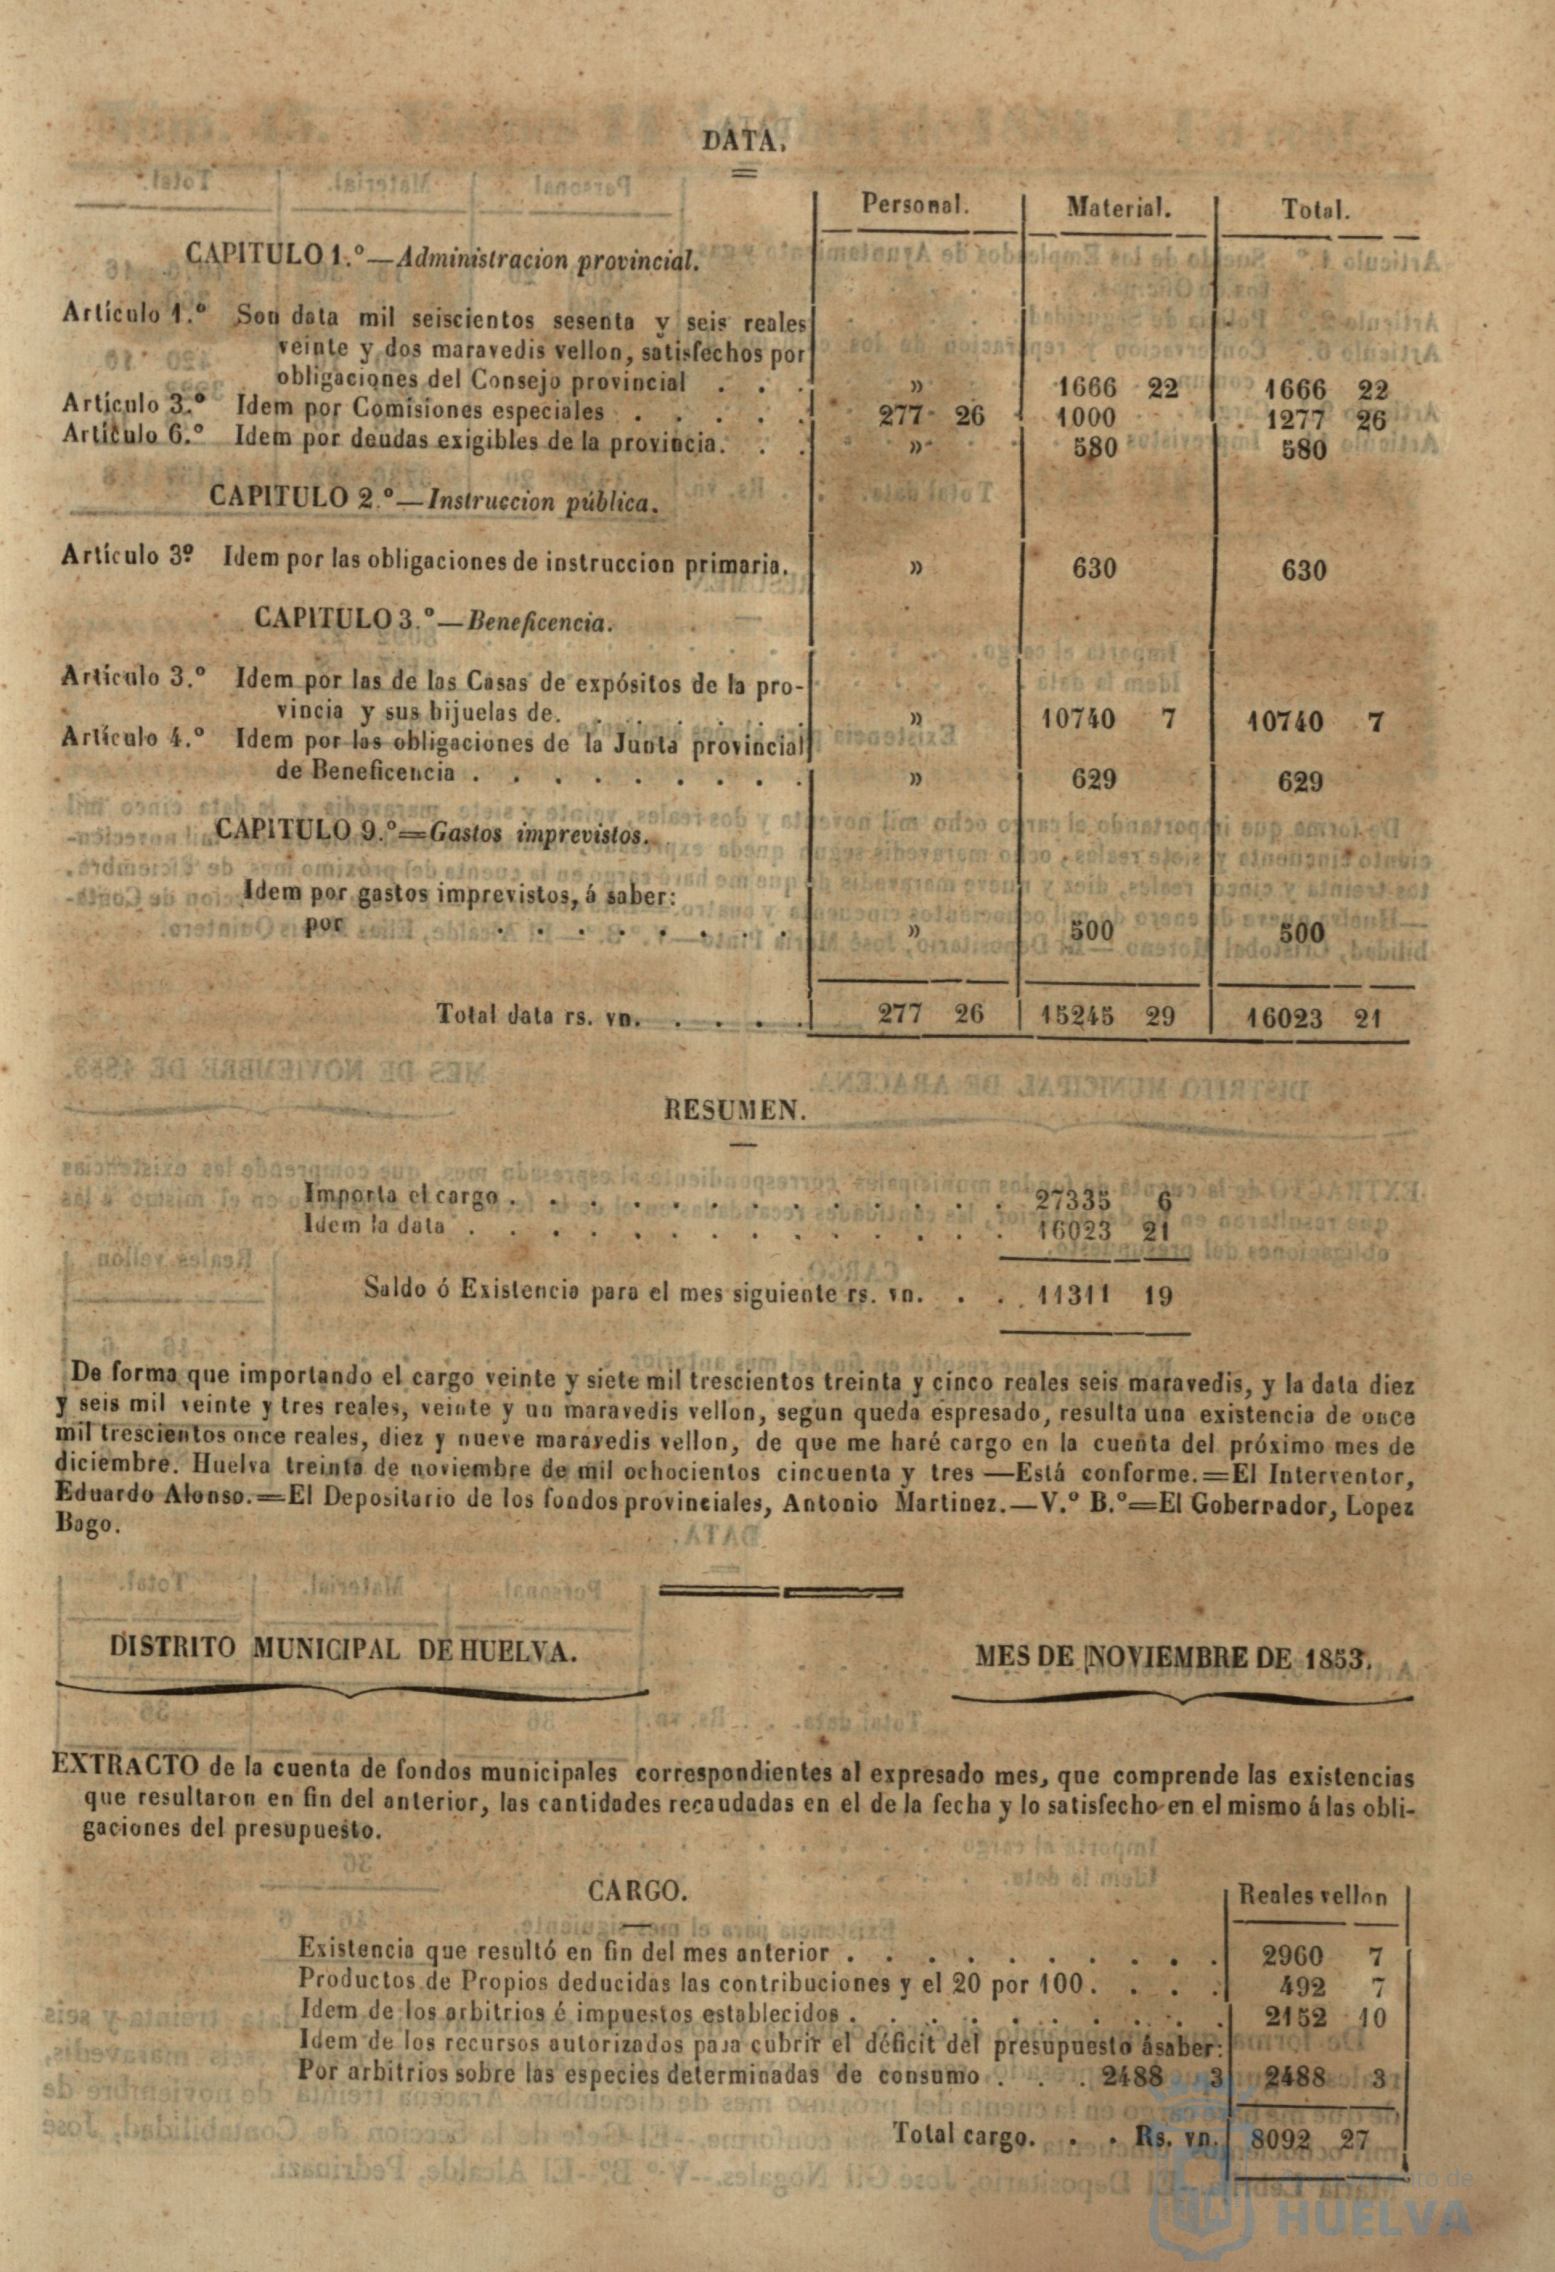 DATA.
Personal. Material. Total.
CAPITULO 1.º—Administracion provincial.
Artículo 1.º Son data mil seiscientos sesenta y seis reales
veinte y dos maravedis vellon, satisfechos por
obligaciones del Consejo provincial . . . » 1666 22 1666 22
Artículo 3.º Idem por Comisiones especiales . . . . . 277 26 1000 1277 26
Artículo 6.º Idem por deudas exigibles de la provincia. . . » 580 580
CAPITULO 2.º—Instruccion pública.
Artículo 3º Idem por las obligaciones de instruccion primaria. » 630 630
CAPITULO 3.º—Beneficencia.
Artículo 3.º Idem por las de las Casas de expósitos de la pro-
vincia y sus hijuelas de. . . . . . . » 10740 7 10740 7
Artículo 4.º Idem por las obligaciones de la Junta provincial
de Beneficencia . . . . . . . . . » 629 629
CAPITULO 9.º=Gastos imprevistos.
Idem por gastos imprevistos, á saber:
por . . . . . . . . » 500 500
Total data rs. vn. . . . . 277 26 15245 29 16023 21
RESUMEN.
Importa el cargo . . . . . . . . . . . . . 27335 6
Idem la data . . . . . . . . . . . . . . 16023 21
Saldo ó Existencia para el mes siguiente rs. vn. . . . 11311 19
De forma que importando el cargo veinte y siete mil trescientos treinta y cinco reales seis maravedis, y la data diez
y seis mil veinte y tres reales, veinte y un maravedis vellon, segun queda espresado, resulta una existencia de once
mil trescientos once reales, diez y nueve maravedis vellon, de que me haré cargo en la cuenta del próximo mes de
diciembre. Huelva treinta de noviembre de mil ochocientos cincuenta y tres —Está conforme.=El Interventor,
Eduardo Alonso.=El Depositario de los fondos provinciales, Antonio Martinez.—V.º B.º=El Gobernador, Lopez
Bago.
DISTRITO MUNICIPAL DE HUELVA. MES DE NOVIEMBRE DE 1853.
EXTRACTO de la cuenta de fondos municipales correspondientes al expresado mes, que comprende las existencias
que resultaron en fin del anterior, las cantidades recaudadas en el de la fecha y lo satisfecho en el mismo á las obli-
gaciones del presupuesto.
CARGO. Reales vellon
Existencia que resultó en fin del mes anterior . . . . . . . . . . 2960 7
Productos de Propios deducidas las contribuciones y el 20 por 100. . . . 492 7
Idem de los arbitrios é impuestos establecidos . . . . . . . . . . 2152 10
Idem de los recursos autorizados para cubrir el déficit del presupuesto ásaber:
Por arbitrios sobre las especies determinadas de consumo . . . 2488 3 2488 3
Total cargo. . . Rs. vn. 8092 27
HUELVA